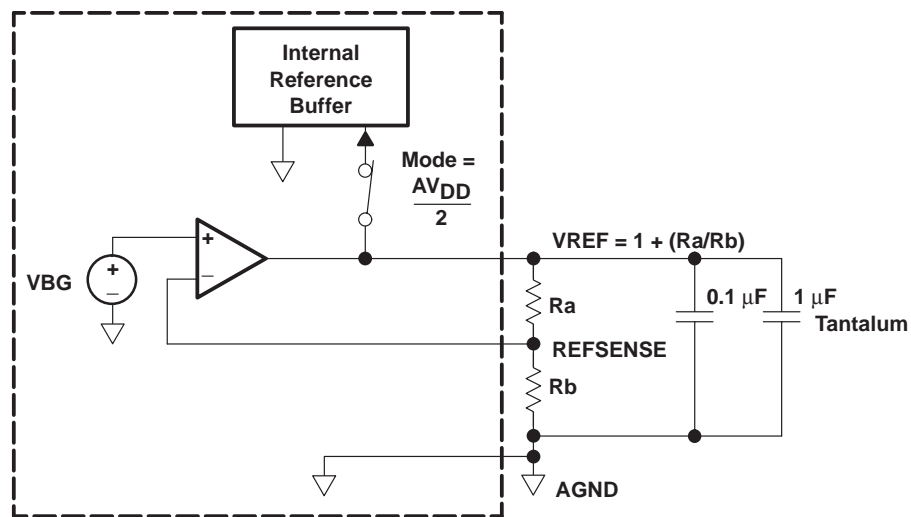 Internal
Reference
Buffer
Mode =
AVDD
2
+
−
VBG
+
−
VREF = 1 + (Ra/Rb)
Ra
0.1 μF
1 μF
Tantalum
REFSENSE
Rb
AGND